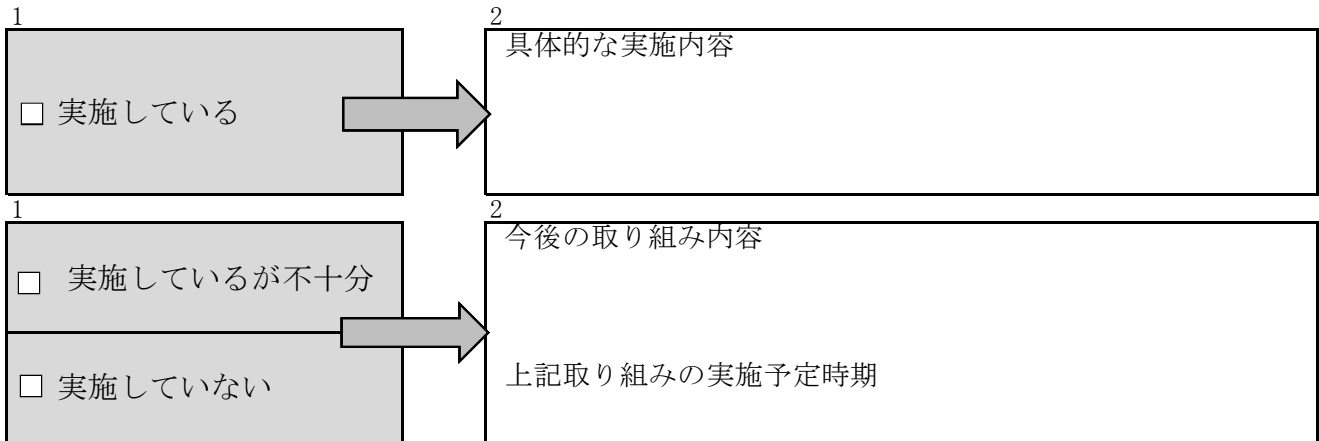 1
2
□ 実施している
具体的な実施内容
1
2
□ 実施しているが不十分
今後の取り組み内容
□ 実施していない
上記取り組みの実施予定時期